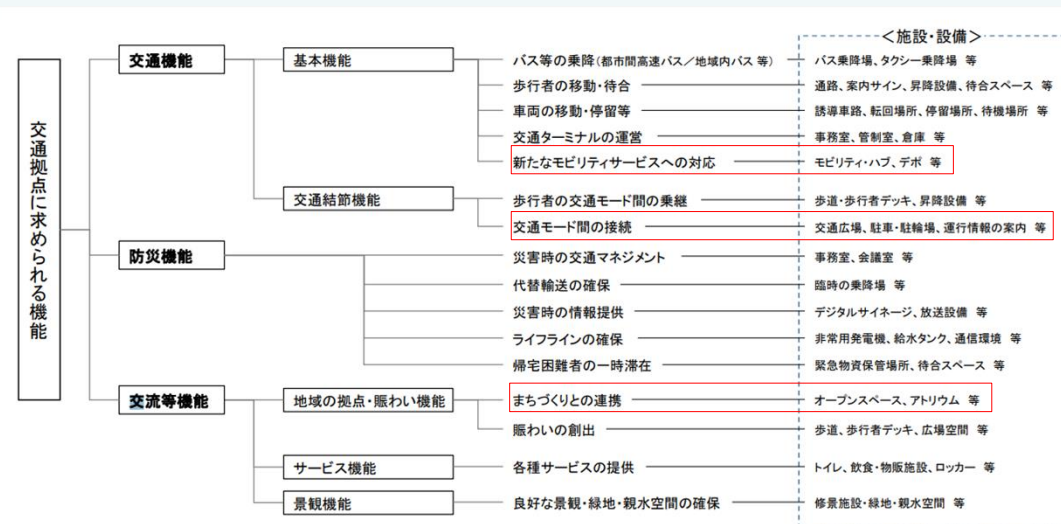 ＜施設・設備＞
交通拠点に求められる機能
交通機能
基本機能
バス等の乗降（都市間高速バス／地域内バス 等）
バス乗降場、タクシー乗降場 等
歩行者の移動・待合
通路、案内サイン、昇降設備、待合スペース 等
車両の移動・停留等
誘導車路、転回場所、停留場所、待機場所 等
交通ターミナルの運営
事務室、管制室、倉庫 等
新たなモビリティサービスへの対応
モビリティ・ハブ、デポ 等
交通結節機能
歩行者の交通モード間の乗継
歩道・歩行者デッキ、昇降設備 等
交通モード間の接続
交通広場、駐車・駐輪場、運行情報の案内 等
防災機能
災害時の交通マネジメント
事務室、会議室 等
代替輸送の確保
臨時の乗降場 等
災害時の情報提供
デジタルサイネージ、放送設備 等
ライフラインの確保
非常用発電機、給水タンク、通信環境 等
帰宅困難者の一時滞在
緊急物資保管場所、待合スペース 等
交流等機能
地域の拠点・賑わい機能
まちづくりとの連携
オープンスペース、アトリウム 等
賑わいの創出
歩道、歩行者デッキ、広場空間 等
サービス機能
各種サービスの提供
トイレ、飲食・物販施設、ロッカー 等
景観機能
良好な景観・緑地・親水空間の確保
修景施設・緑地・親水空間 等